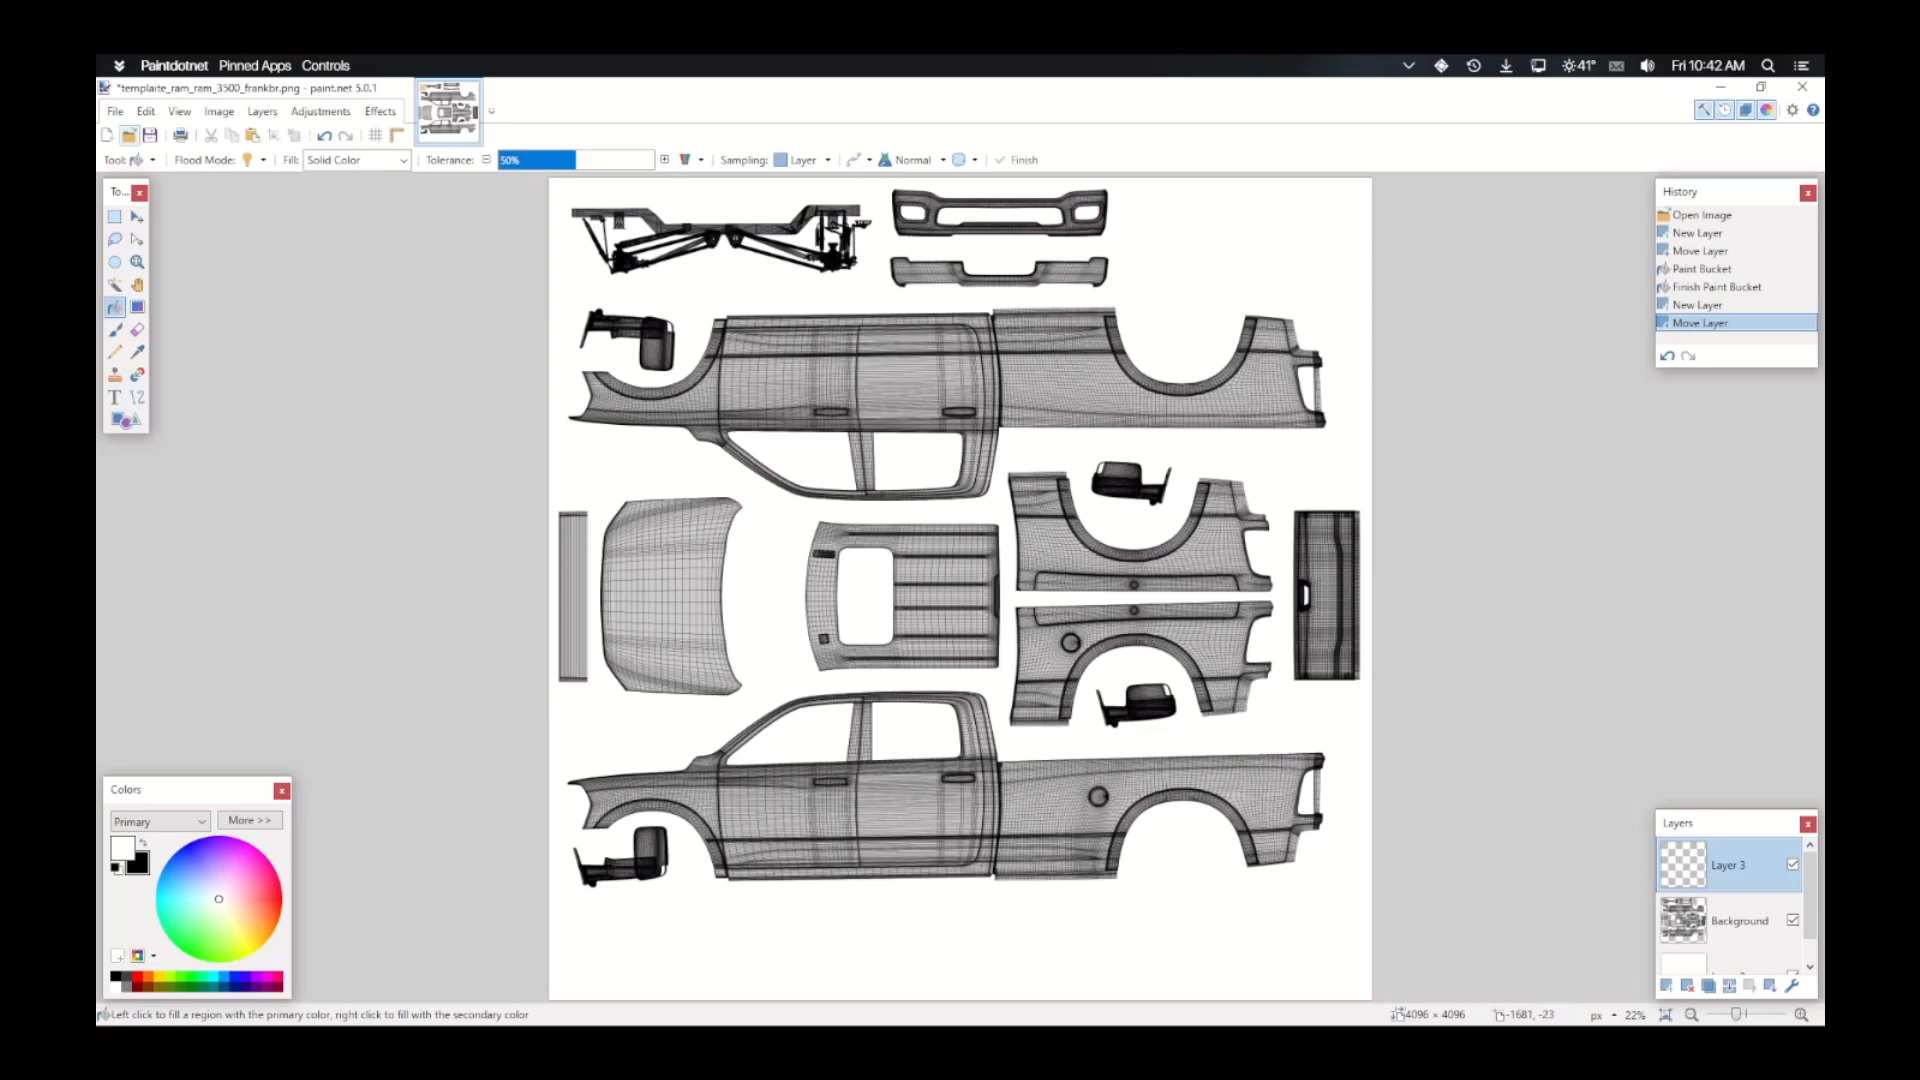 Paintdotnet Pinned Apps Controls
41° Fri 10:42 AM
*templaite_ram_ram_3500_frankbr.png - paint.net 5.0.1
File Edit View Image Layers Adjustments Effects
Tool: Flood Mode: Fill: Solid Color Tolerance: 50% Sampling: Layer Normal Finish
To...
History
Open Image
New Layer
Move Layer
Paint Bucket
Finish Paint Bucket
New Layer
Move Layer
Colors
Primary More >>
Layers
Layer 3
Background
Left click to fill a region with the primary color, right click to fill with the secondary color
4096 × 4096 -1681, -23 px 22%